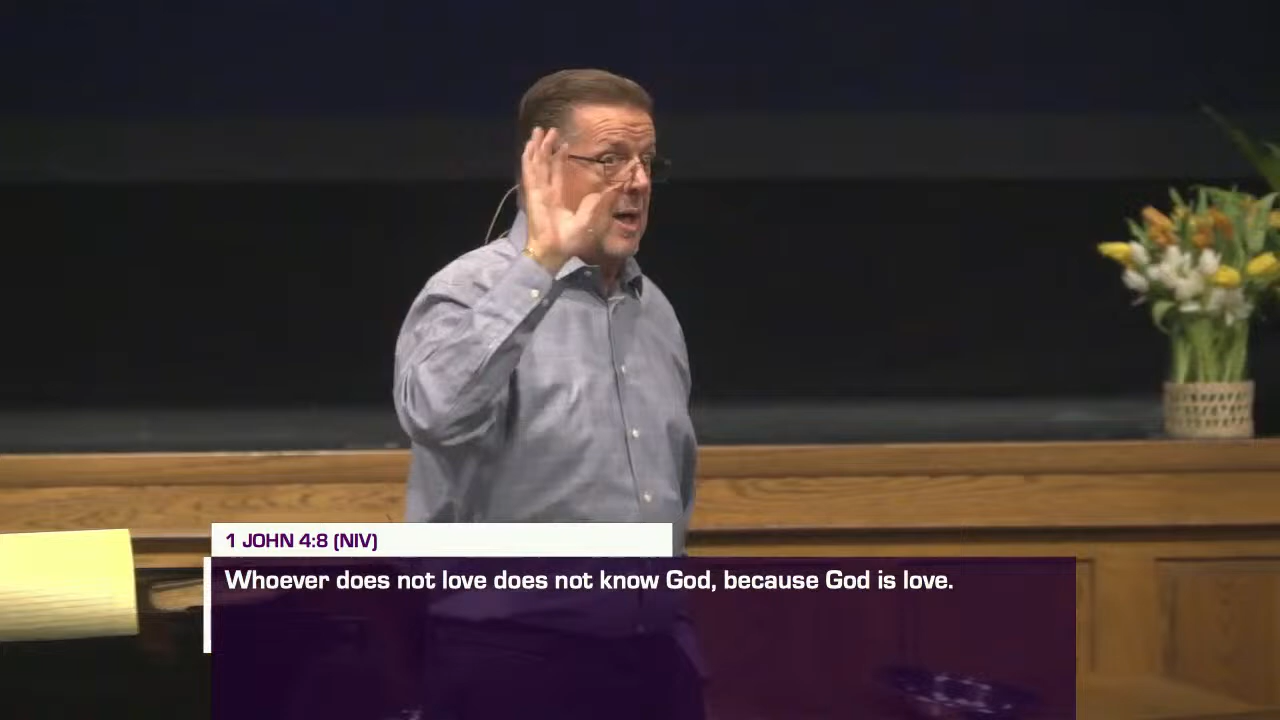 1 JOHN 4:8 (NIV)
Whoever does not love does not know God, because God is love.